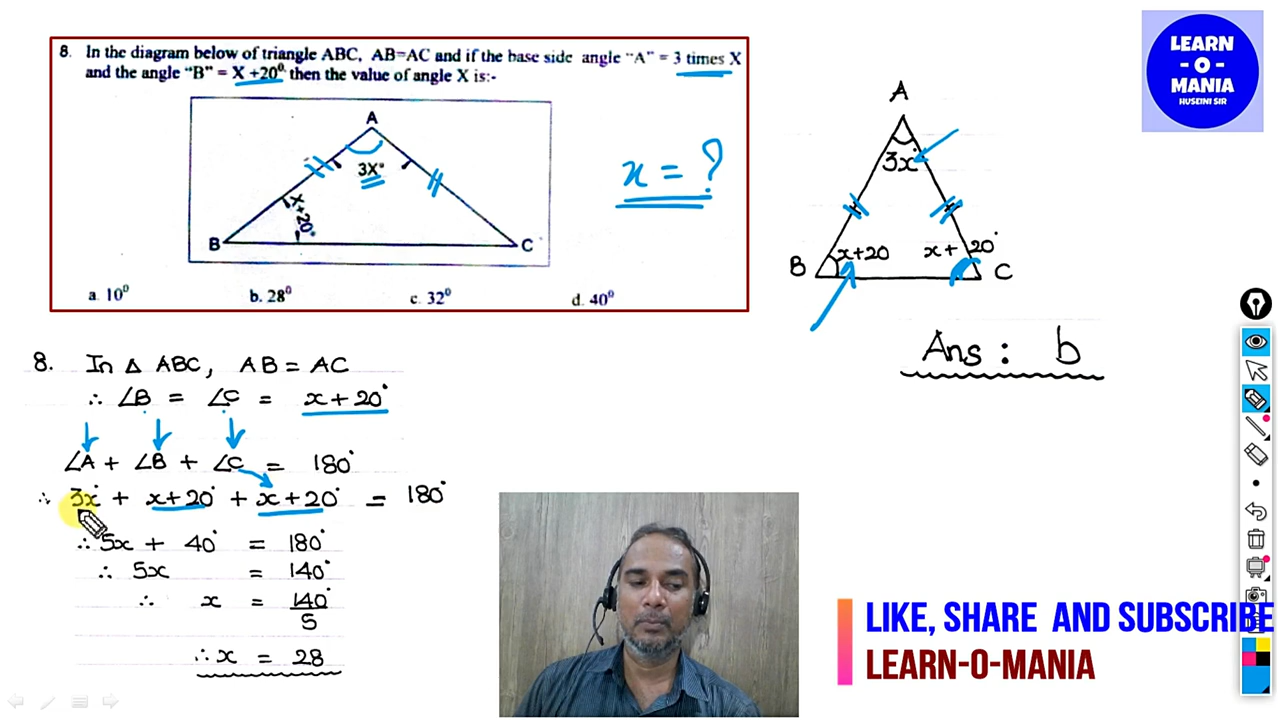 8. In the diagram below of triangle ABC, AB=AC and if the base side angle "A" = 3 times X
and the angle "B" = X +20⁰ then the value of angle X is:-
A
3X°
X+20°
B
C
a. 10⁰ b. 28⁰ c. 32⁰ d. 40⁰
x = ?
A
3x°
x+20
x+ 20°
B
C
LEARN
- O -
MANIA
HUSEINI SIR
Ans : b
8. In Δ ABC, AB = AC
∴ ∠B = ∠C = x + 20°
∠A + ∠B + ∠C = 180°
∴ 3x° + x+20° + x+20° = 180°
∴ 5x + 40° = 180°
∴ 5x = 140°
∴ x = 140°
5
∴ x = 28
LIKE, SHARE AND SUBSCRIBE
LEARN-O-MANIA